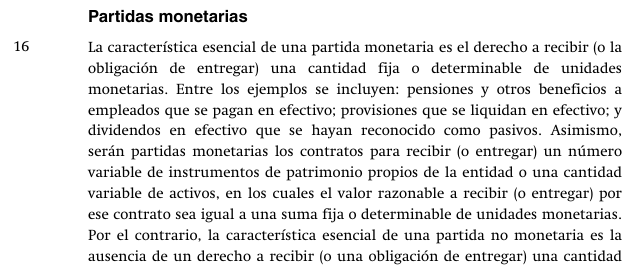 Partidas monetarias
16 La característica esencial de una partida monetaria es el derecho a recibir (o la
obligación de entregar) una cantidad fija o determinable de unidades
monetarias. Entre los ejemplos se incluyen: pensiones y otros beneficios a
empleados que se pagan en efectivo; provisiones que se liquidan en efectivo; y
dividendos en efectivo que se hayan reconocido como pasivos. Asimismo,
serán partidas monetarias los contratos para recibir (o entregar) un número
variable de instrumentos de patrimonio propios de la entidad o una cantidad
variable de activos, en los cuales el valor razonable a recibir (o entregar) por
ese contrato sea igual a una suma fija o determinable de unidades monetarias.
Por el contrario, la característica esencial de una partida no monetaria es la
ausencia de un derecho a recibir (o una obligación de entregar) una cantidad